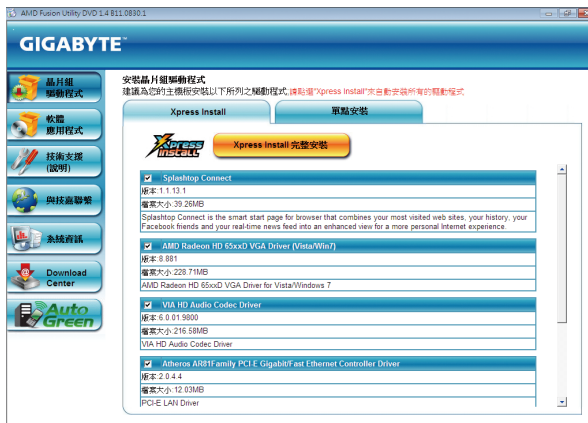 AMD Fusion Utility DVD 1.4 B11.0830.1
GIGABYTE™
晶片組
驅動程式
軟體
應用程式
技術支援
(說明)
與技嘉聯繫
系統資訊
Download
Center
Auto
Green
安裝晶片組驅動程式
建議為您的主機板安裝以下所列之驅動程式,請點選"Xpress Install"來自動安裝所有的驅動程式
Xpress Install
單點安裝
Xpress
INSTALL
Xpress Install 完整安裝
Splashtop Connect
版本:1.1.13.1
檔案大小:39.26MB
Splashtop Connect is the smart start page for browser that combines your most visited web sites, your history, your
Facebook friends and your real-time news feed into an enhanced view for a more personal Internet experience.
AMD Radeon HD 65xxD VGA Driver (Vista/Win7)
版本:8.881
檔案大小:228.71MB
AMD Radeon HD 65xxD VGA Driver for Vista/Windows 7
VIA HD Audio Codec Driver
版本:6.0.01.9800
檔案大小:216.58MB
VIA HD Audio Codec Driver
Atheros AR81Family PCI-E Gigabit/Fast Ethernet Controller Driver
版本:2.0.4.4
檔案大小:12.03MB
PCI-E LAN Driver